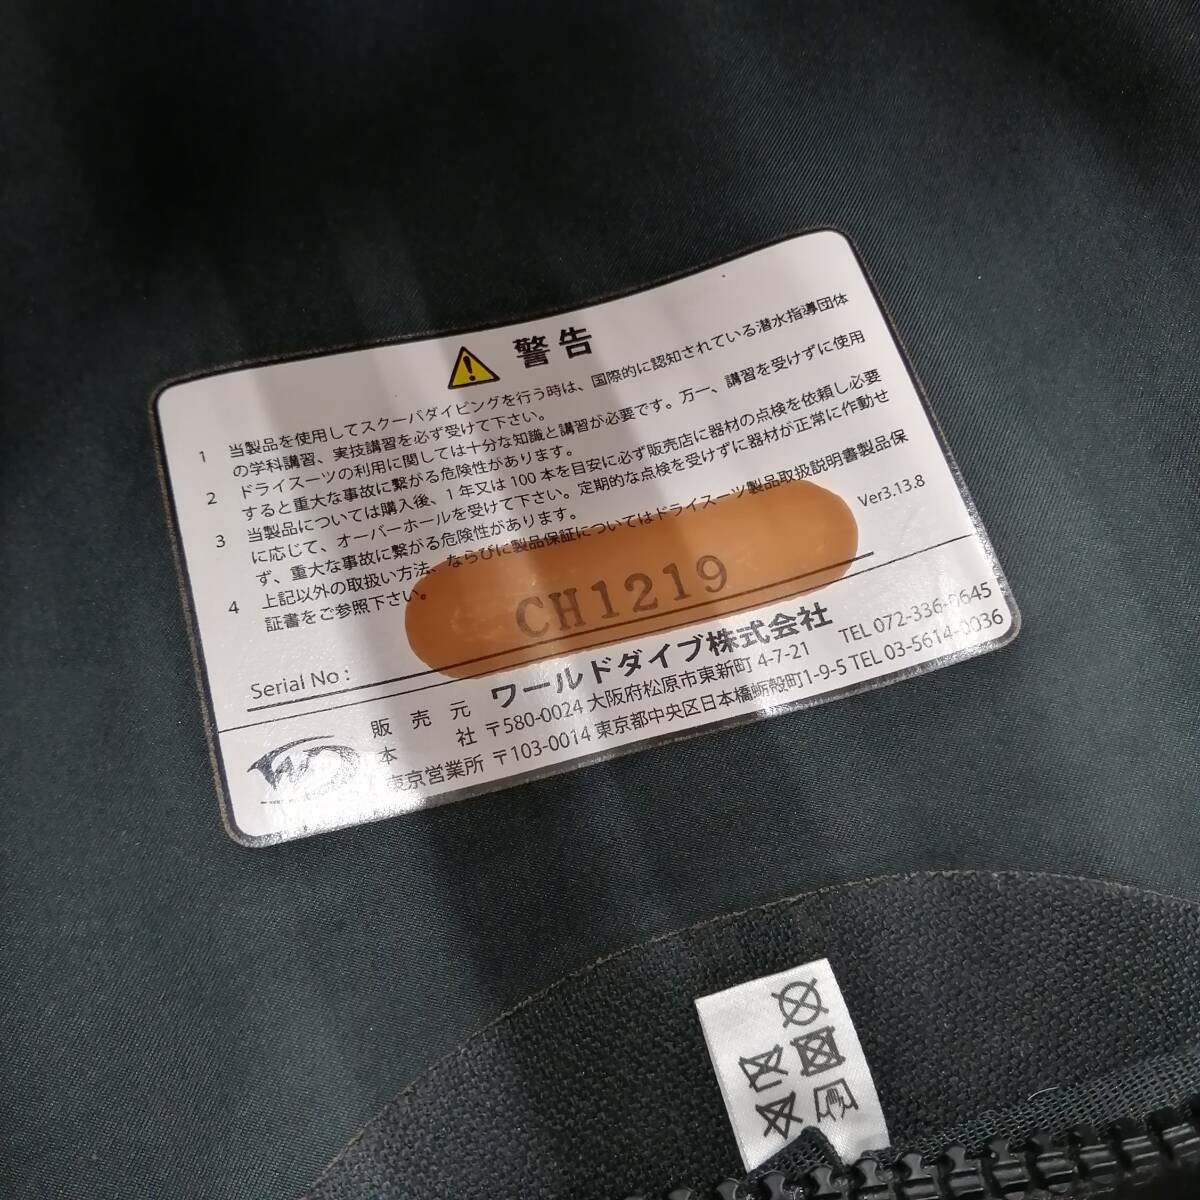 警告
1 当製品を使用してスクーバダイビングを行う時は、国際的に認知されている潜水指導団体
の学科講習、実技講習を必ず受けて下さい。
2 ドライスーツの利用に関しては十分な知識と講習が必要です。万一、講習を受けずに使用
すると重大な事故に繋がる危険性があります。
3 当製品については購入後、1年又は100本を目安に必ず販売店に器材の点検を依頼し必要
に応じて、オーバーホールを受けて下さい。定期的な点検を受けずに器材が正常に作動せ
ず、重大な事故に繋がる危険性があります。
4 上記以外の取扱い方法、ならびに製品保証についてはドライスーツ製品取扱説明書製品保
証書をご参照下さい。
Ver3.13.8
Serial No : CH1219
販売元 ワールドダイブ株式会社
本社 〒580-0024 大阪府松原市東新町 4-7-21 TEL 072-336-0645
東京営業所 〒103-0014 東京都中央区日本橋蛎殻町1-9-5 TEL 03-5614-0036
WD